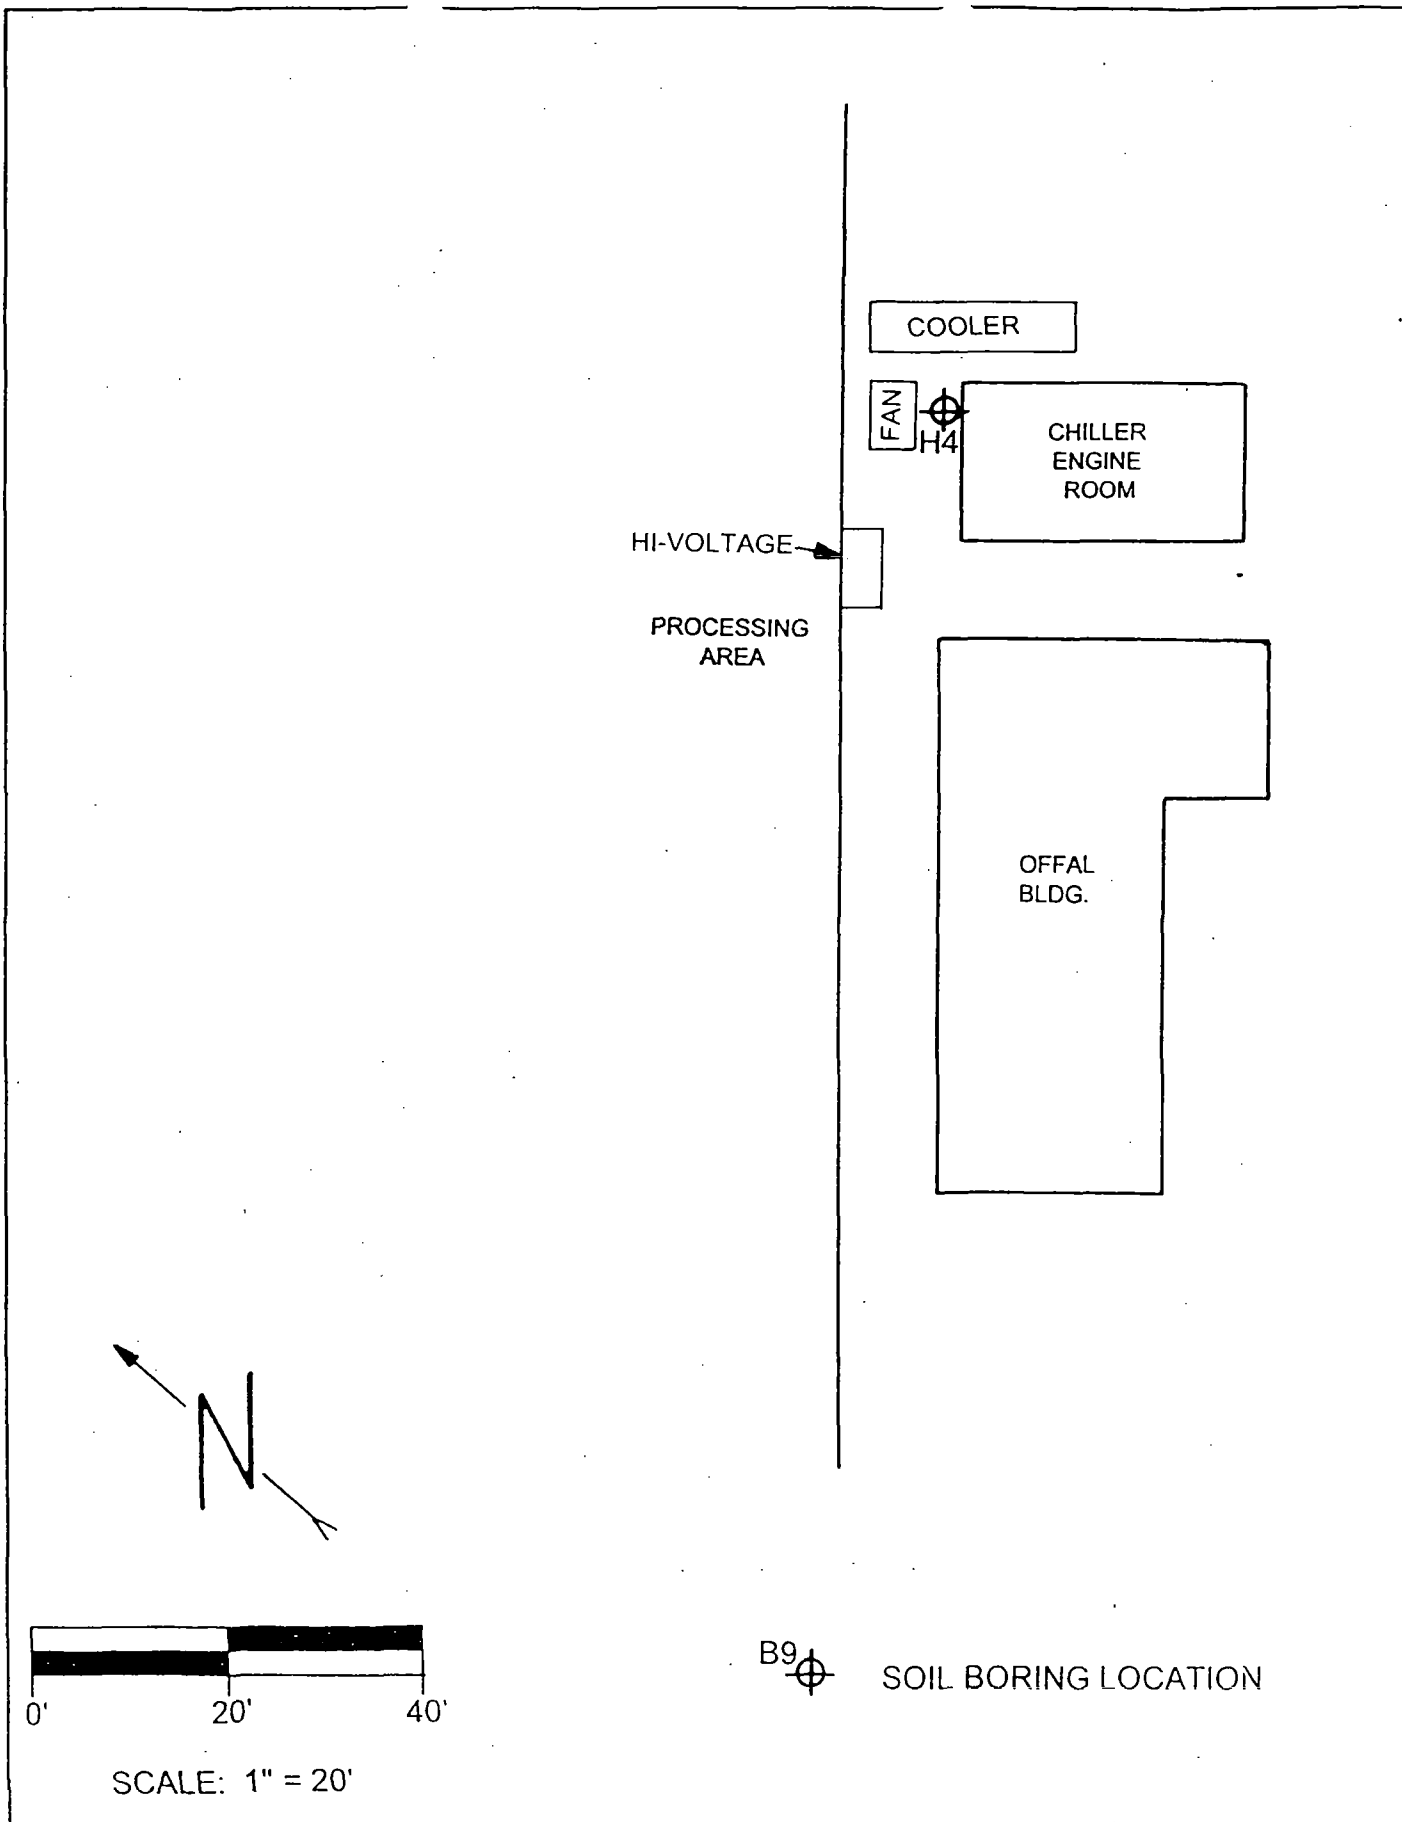 COOLER
FAN
H4
CHILLER
ENGINE
ROOM
HI-VOLTAGE
PROCESSING
AREA
OFFAL
BLDG.
N
B9
SOIL BORING LOCATION
0' 20' 40'
SCALE: 1" = 20'